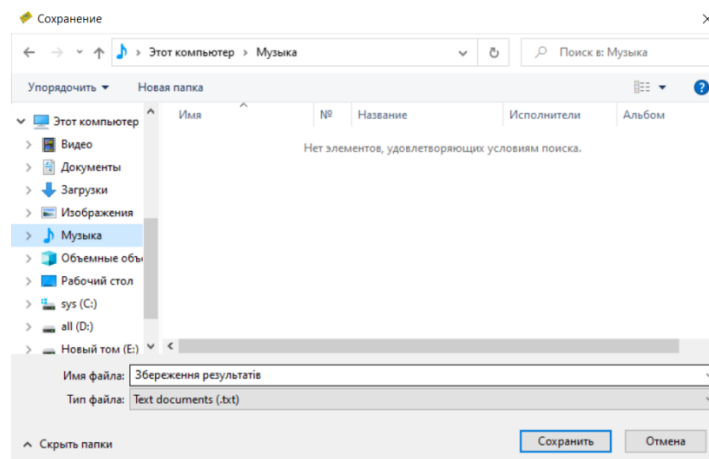 Сохранение
Этот компьютер › Музыка
Поиск в: Музыка
Упорядочить
Новая папка
Этот компьютер
Видео
Документы
Загрузки
Изображения
Музыка
Объемные объ
Рабочий стол
sys (C:)
all (D:)
Новый том (E:)
Имя
№
Название
Исполнители
Альбом
Нет элементов, удовлетворяющих условиям поиска.
Имя файла: Збереження результатів
Тип файла: Text documents (.txt)
Скрыть папки
Сохранить
Отмена